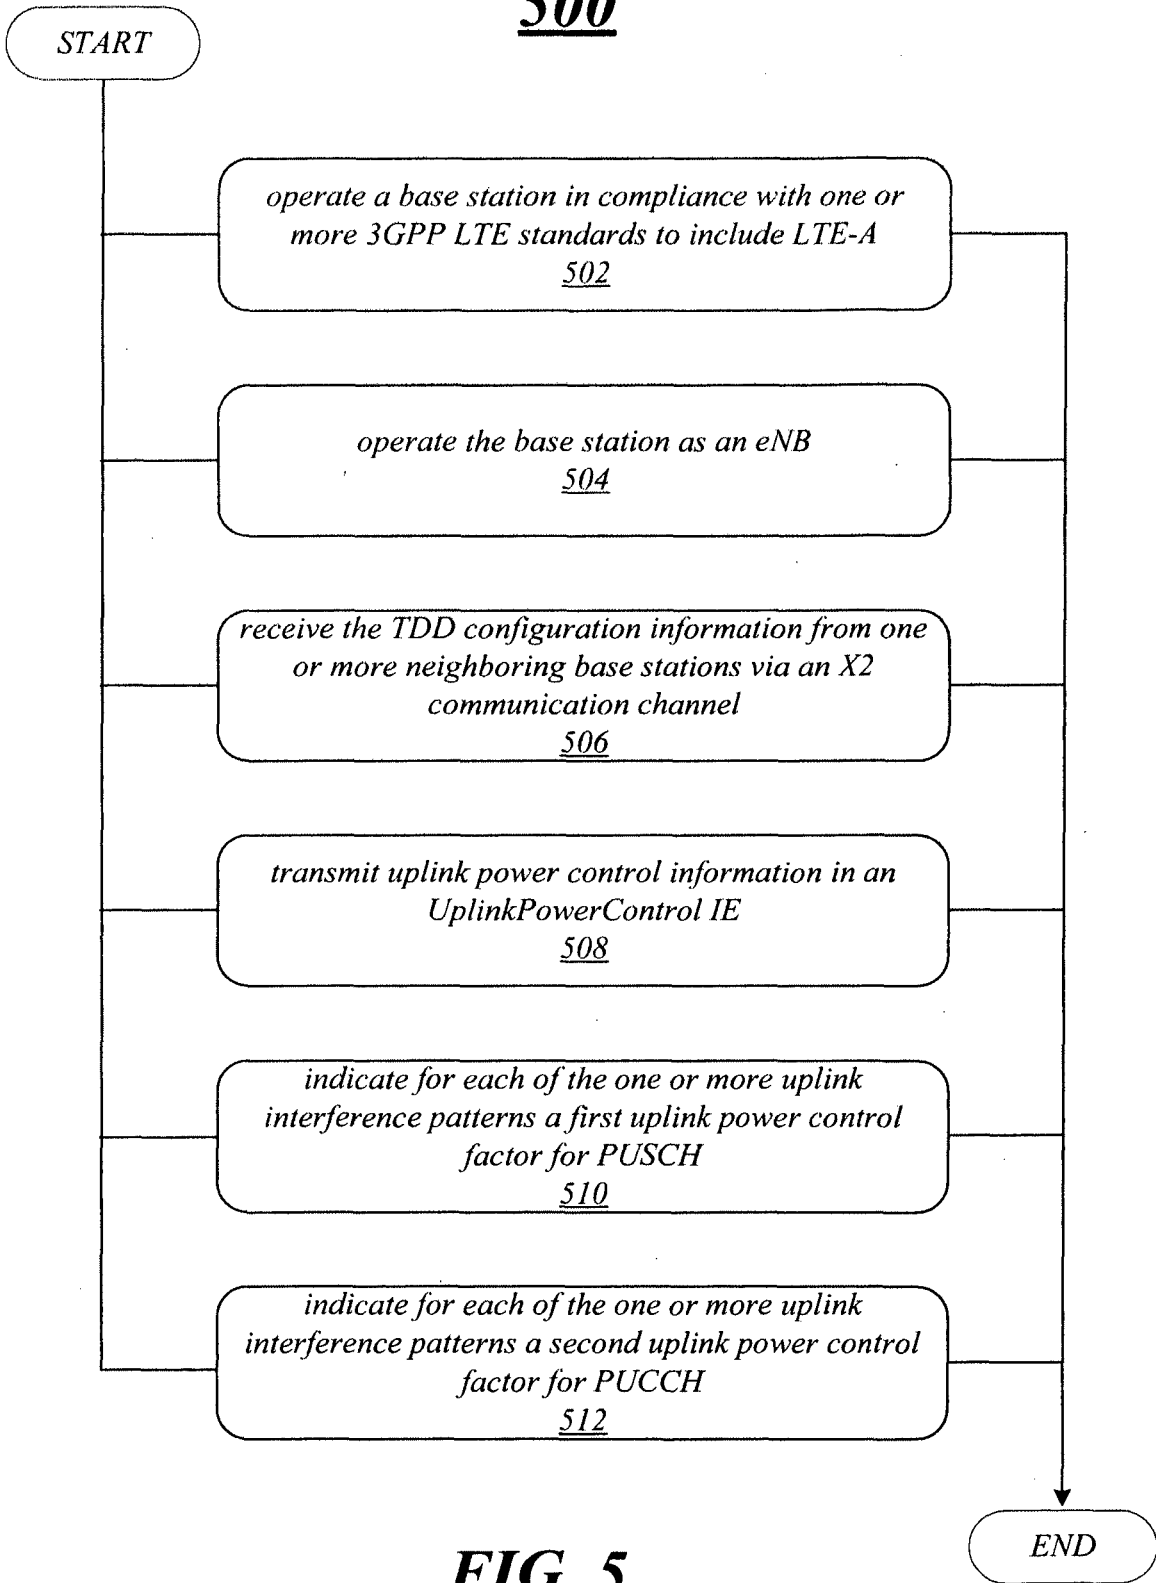 500
START
operate a base station in compliance with one or
more 3GPP LTE standards to include LTE-A
502
operate the base station as an eNB
504
receive the TDD configuration information from one
or more neighboring base stations via an X2
communication channel
506
transmit uplink power control information in an
UplinkPowerControl IE
508
indicate for each of the one or more uplink
interference patterns a first uplink power control
factor for PUSCH
510
indicate for each of the one or more uplink
interference patterns a second uplink power control
factor for PUCCH
512
END
FIG. 5